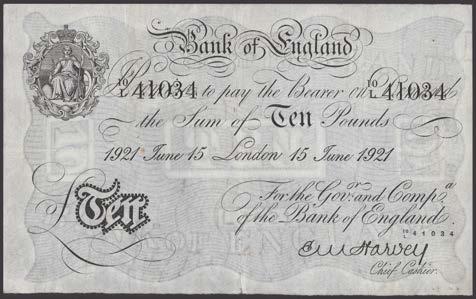 Bank of England
10/L 41034 to pay the Bearer on 10/L 41034
the Sum of Ten Pounds
1921 June 15 London 15 June 1921
For the Govr. and Compa.
of the Bank of England.
10/L 41034
Ten
E M Harvey
Chief Cashier.